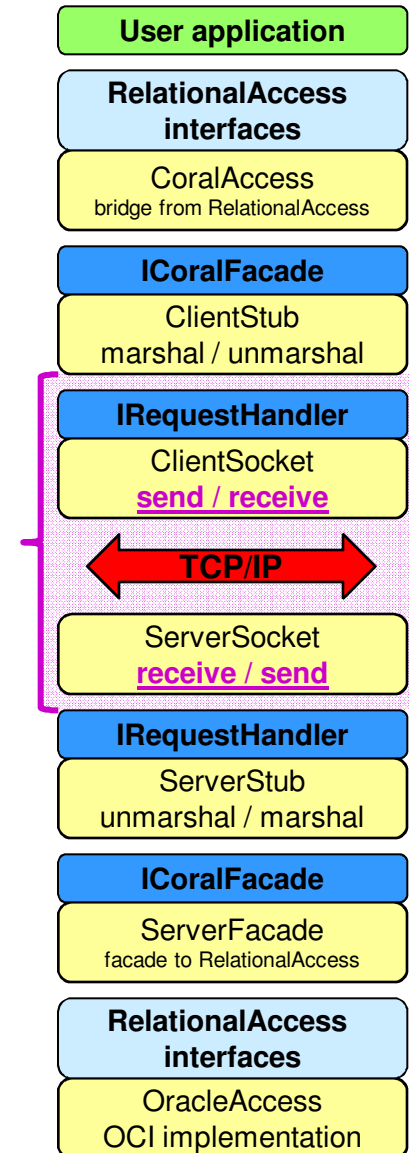 User application
RelationalAccess
interfaces
CoralAccess
bridge from RelationalAccess
ICoralFacade
ClientStub
marshal / unmarshal
IRequestHandler
ClientSocket
send / receive
TCP/IP
ServerSocket
receive / send
IRequestHandler
ServerStub
unmarshal / marshal
ICoralFacade
ServerFacade
facade to RelationalAccess
RelationalAccess
interfaces
OracleAccess
OCI implementation